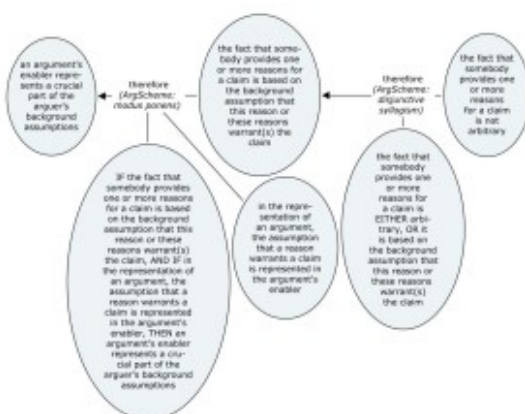 an argument's
enabler repre-
sents a crucial
part of the
arguer's background
assumptions
therefore
(ArgScheme:
modus ponens)
the fact that some-
body provides one
or more reasons for
a claim is based on
the background
assumption that
this reason or
these reasons
warrant(s) the
claim
therefore
(ArgScheme:
disjunctive
syllogism)
the fact that
somebody
provides one
or more
reasons
for a claim
is not
arbitrary
IF the fact that
somebody provides
one or more reasons
for a claim is based
on the background
assumption that this
reason or these
reasons warrant(s)
the claim, AND IF in
the representation of
an argument, the
assumption that a
reason warrants a
claim is represented
in the argument's
enabler, THEN an
argument's enabler
represents a cru-
cial part of the
arguer's background
assumptions
in the repre-
sentation of
an argument,
the assumption
that a reason
warrants a claim
is represented in
the argument's
enabler
the fact that
somebody
provides one
or more
reasons for
a claim is
EITHER arbi-
trary, OR it
is based on
the background
assumption that
this reason or
these reasons
warrant(s)
the claim